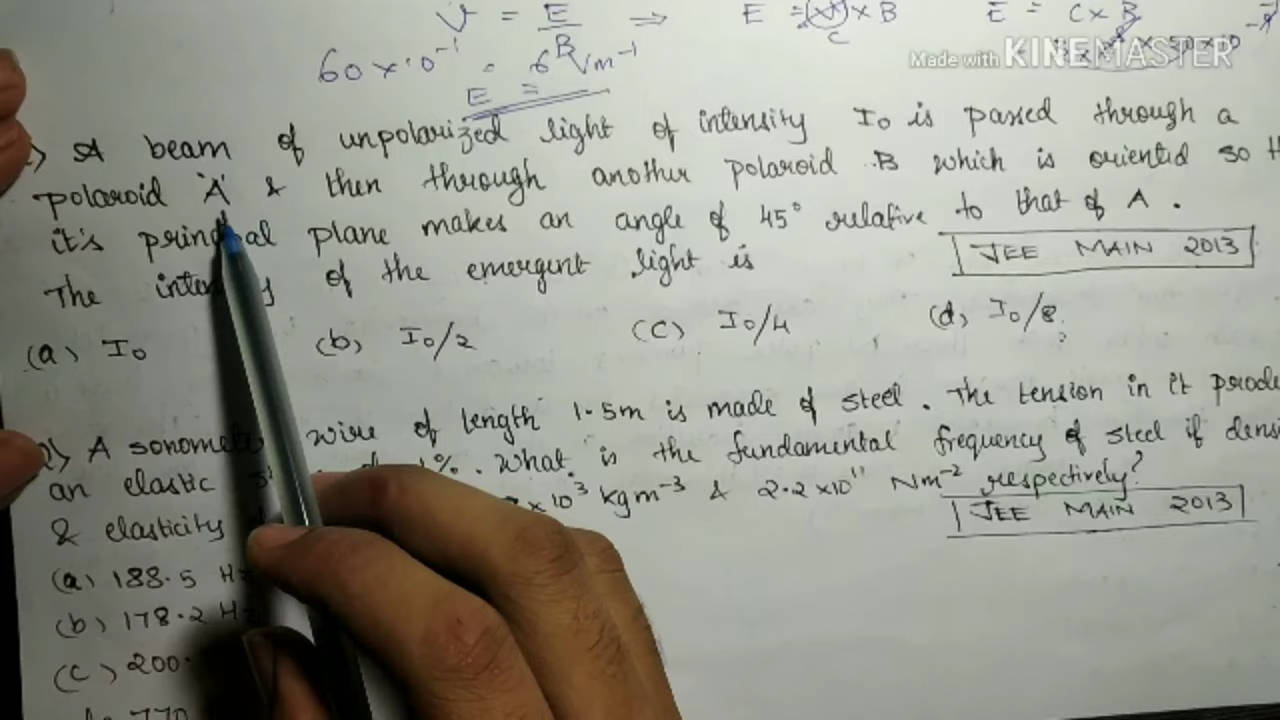 V = E/B ⇒ E = (V) × B E = C × B
C
60 × 10⁻¹ = 6 V/m⁻¹
E =
Made with KINEMASTER
A beam of unpolarized light of intensity I₀ is passed through a
polaroid 'A' & then through another polaroid B which is oriented so
it's principal plane makes an angle of 45° relative to that of A.
The intensity of the emergent light is
JEE MAIN 2013
(a) I₀ (b) I₀/2 (c) I₀/4 (d) I₀/8
2) A sonometer wire of length 1.5m is made of steel. The tension in it
an elastic 1%. What is the fundamental frequency of steel if
& elasticity × 10³ kgm⁻³ & 2.2 × 10¹¹ Nm⁻² respectively?
JEE MAIN 2013
(a) 188.5 H
(b) 178.2 H
(c) 200.
770